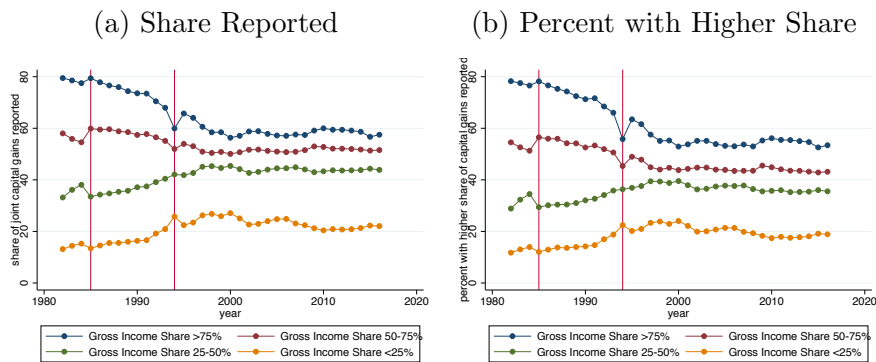 (a) Share Reported
share of joint capital gains reported
80
60
40
20
0
1980 1990 2000 2010 2020
year
Gross Income Share >75% Gross Income Share 50-75%
Gross Income Share 25-50% Gross Income Share <25%
(b) Percent with Higher Share
percent with higher share of capital gains reported
80
60
40
20
0
1980 1990 2000 2010 2020
year
Gross Income Share >75% Gross Income Share 50-75%
Gross Income Share 25-50% Gross Income Share <25%